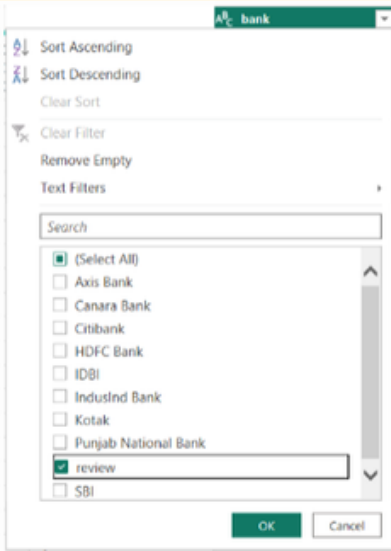 ABC bank
Sort Ascending
Sort Descending
Clear Sort
Clear Filter
Remove Empty
Text Filters
Search
(Select All)
Axis Bank
Canara Bank
Citibank
HDFC Bank
IDBI
IndusInd Bank
Kotak
Punjab National Bank
review
SBI
OK Cancel